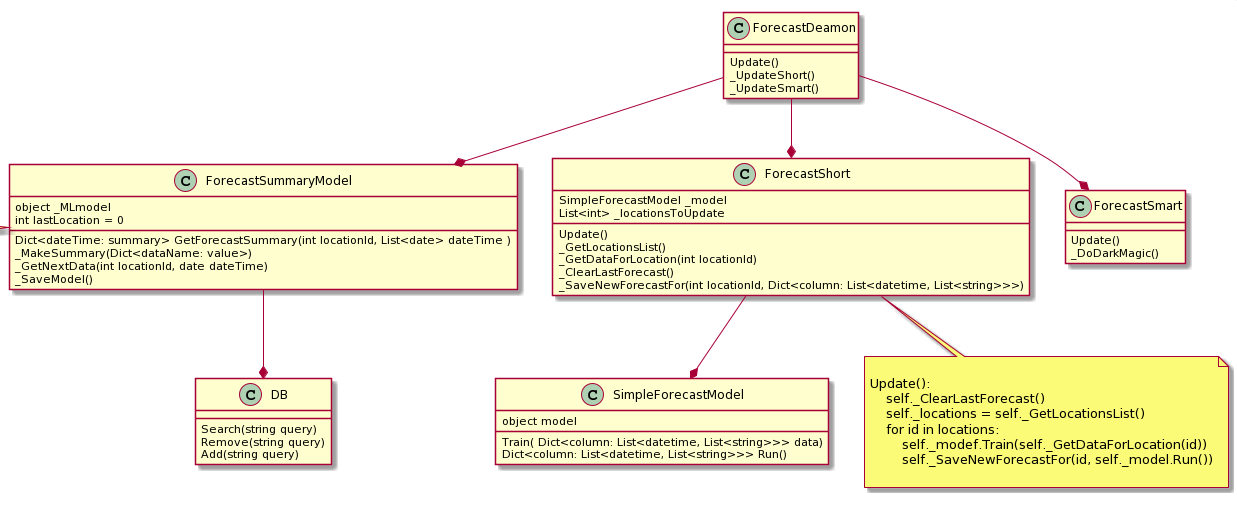 C ForecastDeamon
Update()
_UpdateShort()
_UpdateSmart()
C ForecastSummaryModel
object _MLmodel
int lastLocation = 0
Dict<dateTime: summary> GetForecastSummary(int locationId, List<date> dateTime )
_MakeSummary(Dict<dataName: value>)
_GetNextData(int locationId, date dateTime)
_SaveModel()
C ForecastShort
SimpleForecastModel _model
List<int> _locationsToUpdate
Update()
_GetLocationsList()
_GetDataForLocation(int locationId)
_ClearLastForecast()
_SaveNewForecastFor(int locationId, Dict<column: List<datetime, List<string>>>)
C ForecastSmart
Update()
_DoDarkMagic()
C DB
Search(string query)
Remove(string query)
Add(string query)
C SimpleForecastModel
object model
Train( Dict<column: List<datetime, List<string>>> data)
Dict<column: List<datetime, List<string>>> Run()
Update():
self._ClearLastForecast()
self._locations = self._GetLocationsList()
for id in locations:
self._model.Train(self._GetDataForLocation(id))
self._SaveNewForecastFor(id, self._model.Run())